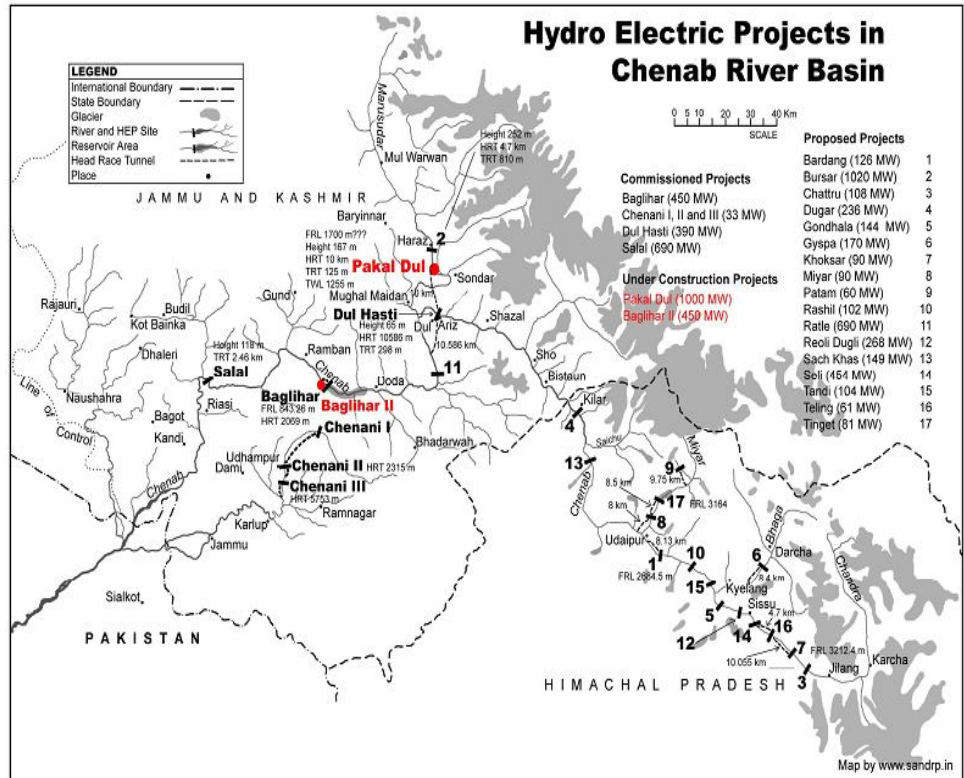 Hydro Electric Projects in
Chenab River Basin
LEGEND
International Boundary
State Boundary
Glacier
River and HEP Site
Reservoir Area
Head Race Tunnel
Place
0 5 10 20 30 40 Km
SCALE
Commissioned Projects
Baglihar (450 MW)
Chenani I, II and III (33 MW)
Dul Hasti (390 MW)
Salal (690 MW)
Under Construction Projects
Pakal Dul (1000 MW)
Baglihar II (450 MW)
Proposed Projects
Bardang (126 MW) 1
Bursar (1020 MW) 2
Chattru (108 MW) 3
Dugar (236 MW) 4
Gondhala (144 MW) 5
Gyspa (170 MW) 6
Khoksar (90 MW) 7
Miyar (90 MW) 8
Patam (60 MW) 9
Rashil (102 MW) 10
Ratle (690 MW) 11
Reoli Dugli (268 MW) 12
Sach Khas (149 MW) 13
Seli (454 MW) 14
Tandi (104 MW) 15
Teling (61 MW) 16
Tinget (81 MW) 17
JAMMU AND KASHMIR
Marusudar
Mul Warwan
Height 252 m
HRT 4.7 km
TRT 810 m
Baryinnar
FRL 1700 m???
Height 167 m
HRT 10 km
TRT 125 m
TWL 1255 m
Haraz
2
Pakal Dul
Sondar
10 km
Mughal Maidan
Gund
Dul Hasti
Dul
Ariz
Shazal
Height 65 m
HRT 10586 m
TRT 298 m
10.586 km
Rajauri
Budil
Kot Bainka
Dhaleri
Height 118 m
TRT 2.46 km
Salal
Ramban
Chenab
Doda
11
Sho
Bistaun
Line of Control
Naushahra
Riasi
Bagot
Kandi
Baglihar
FRL 843.26 m
HRT 2069 m
Baglihar II
Chenani I
Bhadarwah
Udhampur
Dami
Chenani II
HRT 2315 m
Chenani III
HRT 5753 m
Ramnagar
Chenab
Karlup
Jammu
Sialkot
PAKISTAN
Kilar
4
Saichu
Miyar
13
Chenab
9
9.75 km
8.5 km
17
FRL 3164
8 km
8
Udaipur
8.13 km
1
FRL 2664.5 m
10
Bhaga
6
Darcha
8.4 km
15
Kyelang
Chandra
5
Sissu
4.7 km
12
14
16
7
FRL 3212.4 m
10.055 km
3
Jilang
Karcha
HIMACHAL PRADESH
Map by www.sandrp.in